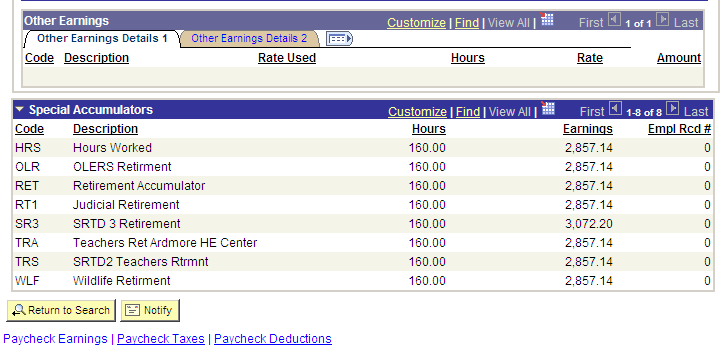 Other Earnings Customize | Find | View All | First 1 of 1 Last
Other Earnings Details 1 Other Earnings Details 2
Code Description Rate Used Hours Rate Amount
Special Accumulators Customize | Find | View All | First 1-8 of 8 Last
Code Description Hours Earnings Empl Rcd #
HRS Hours Worked 160.00 2,857.14 0
OLR OLERS Retirment 160.00 2,857.14 0
RET Retirement Accumulator 160.00 2,857.14 0
RT1 Judicial Retirement 160.00 2,857.14 0
SR3 SRTD 3 Retirement 160.00 3,072.20 0
TRA Teachers Ret Ardmore HE Center 160.00 2,857.14 0
TRS SRTD2 Teachers Rtrmnt 160.00 2,857.14 0
WLF Wildlife Retirment 160.00 2,857.14 0
Return to Search Notify
Paycheck Earnings | Paycheck Taxes | Paycheck Deductions